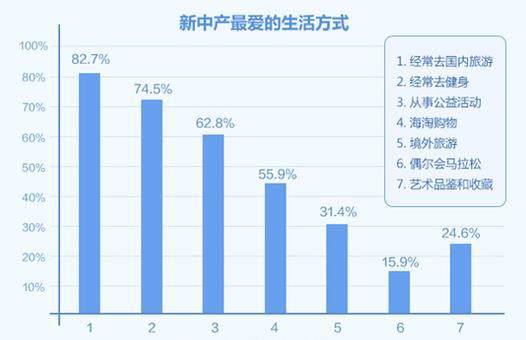 新中产最爱的生活方式
100%
80%
70%
60%
50%
40%
30%
20%
10%
82.7%
74.5%
62.8%
55.9%
31.4%
15.9%
24.6%
1
2
3
4
5
6
7
1. 经常去国内旅游
2. 经常去健身
3. 从事公益活动
4. 海淘购物
5. 境外旅游
6. 偶尔会马拉松
7. 艺术品鉴和收藏